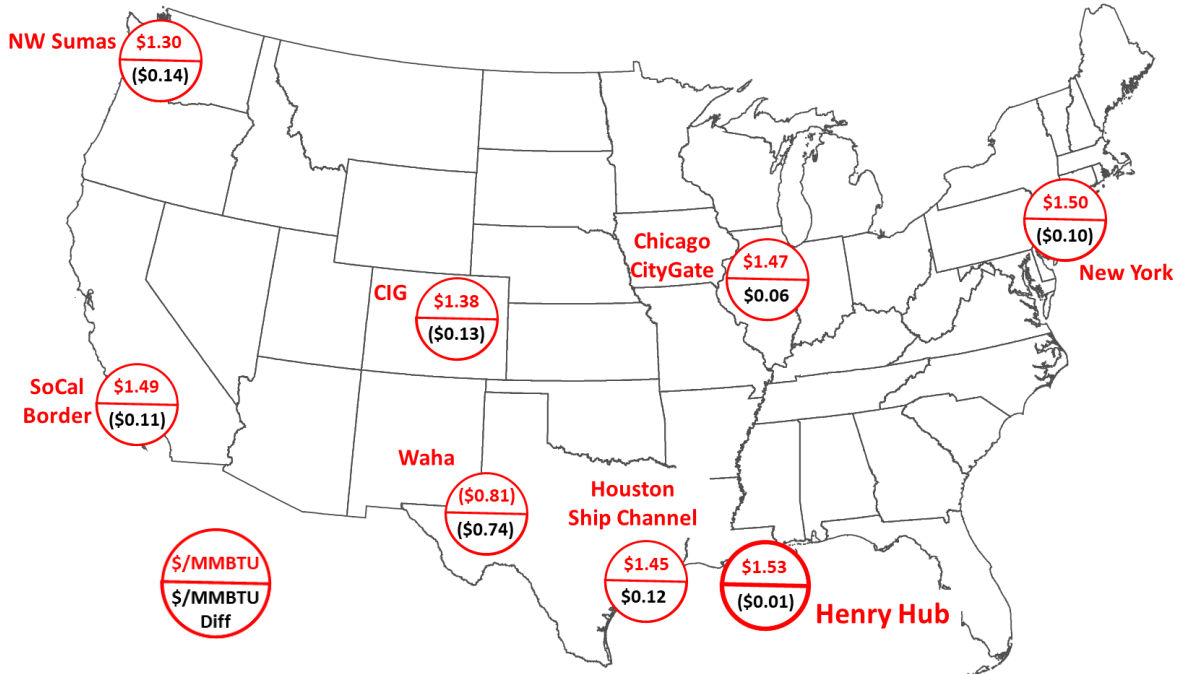 NW Sumas
$1.30
($0.14)
$1.50
($0.10)
New York
Chicago
CityGate
$1.47
$0.06
CIG
$1.38
($0.13)
SoCal
Border
$1.49
($0.11)
Waha
($0.81)
($0.74)
Houston
Ship Channel
$1.45
$0.12
$1.53
($0.01)
Henry Hub
$/MMBTU
$/MMBTU
Diff